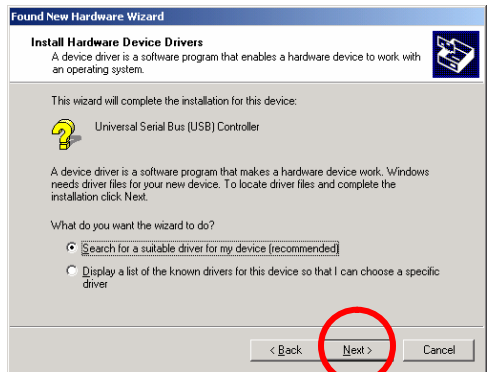 Found New Hardware Wizard
Install Hardware Device Drivers
A device driver is a software program that enables a hardware device to work with
an operating system.
This wizard will complete the installation for this device:
Universal Serial Bus (USB) Controller
A device driver is a software program that makes a hardware device work. Windows
needs driver files for your new device. To locate driver files and complete the
installation click Next.
What do you want the wizard to do?
Search for a suitable driver for my device (recommended)
Display a list of the known drivers for this device so that I can choose a specific
driver
< Back Next > Cancel